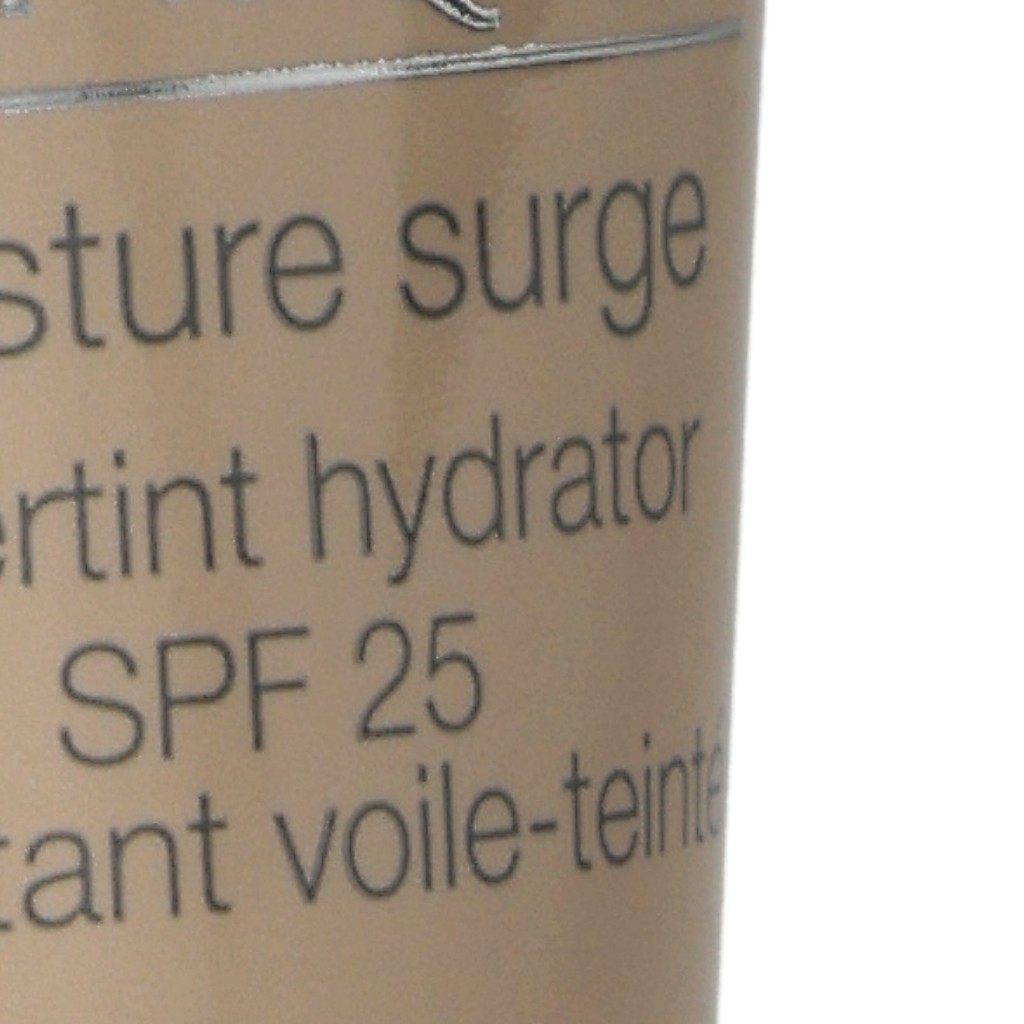 sture surge
ertint hydrator
SPF 25
tant voile-teinté